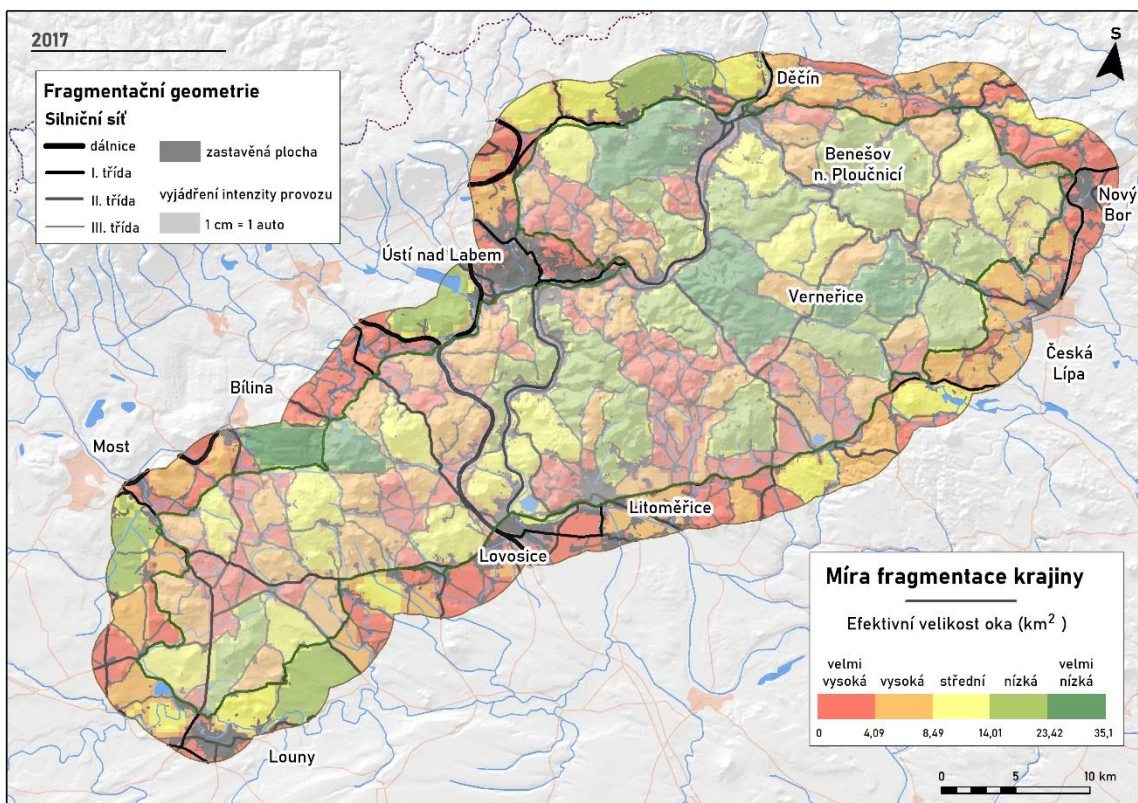 2017
S
Fragmentační geometrie
Silniční síť
dálnice
I. třída
II. třída
III. třída
zastavěná plocha
vyjádření intenzity provozu
1 cm = 1 auto
Děčín
Benešov
n. Ploučnicí
Nový
Bor
Ústí nad Labem
Verneřice
Česká
Lípa
Bílina
Most
Litoměřice
Lovosice
Louny
Míra fragmentace krajiny
Efektivní velikost oka (km²)
velmi
vysoká
vysoká
střední
nízká
velmi
nízká
0 4,09 8,49 14,01 23,42 35,1
0 5 10 km